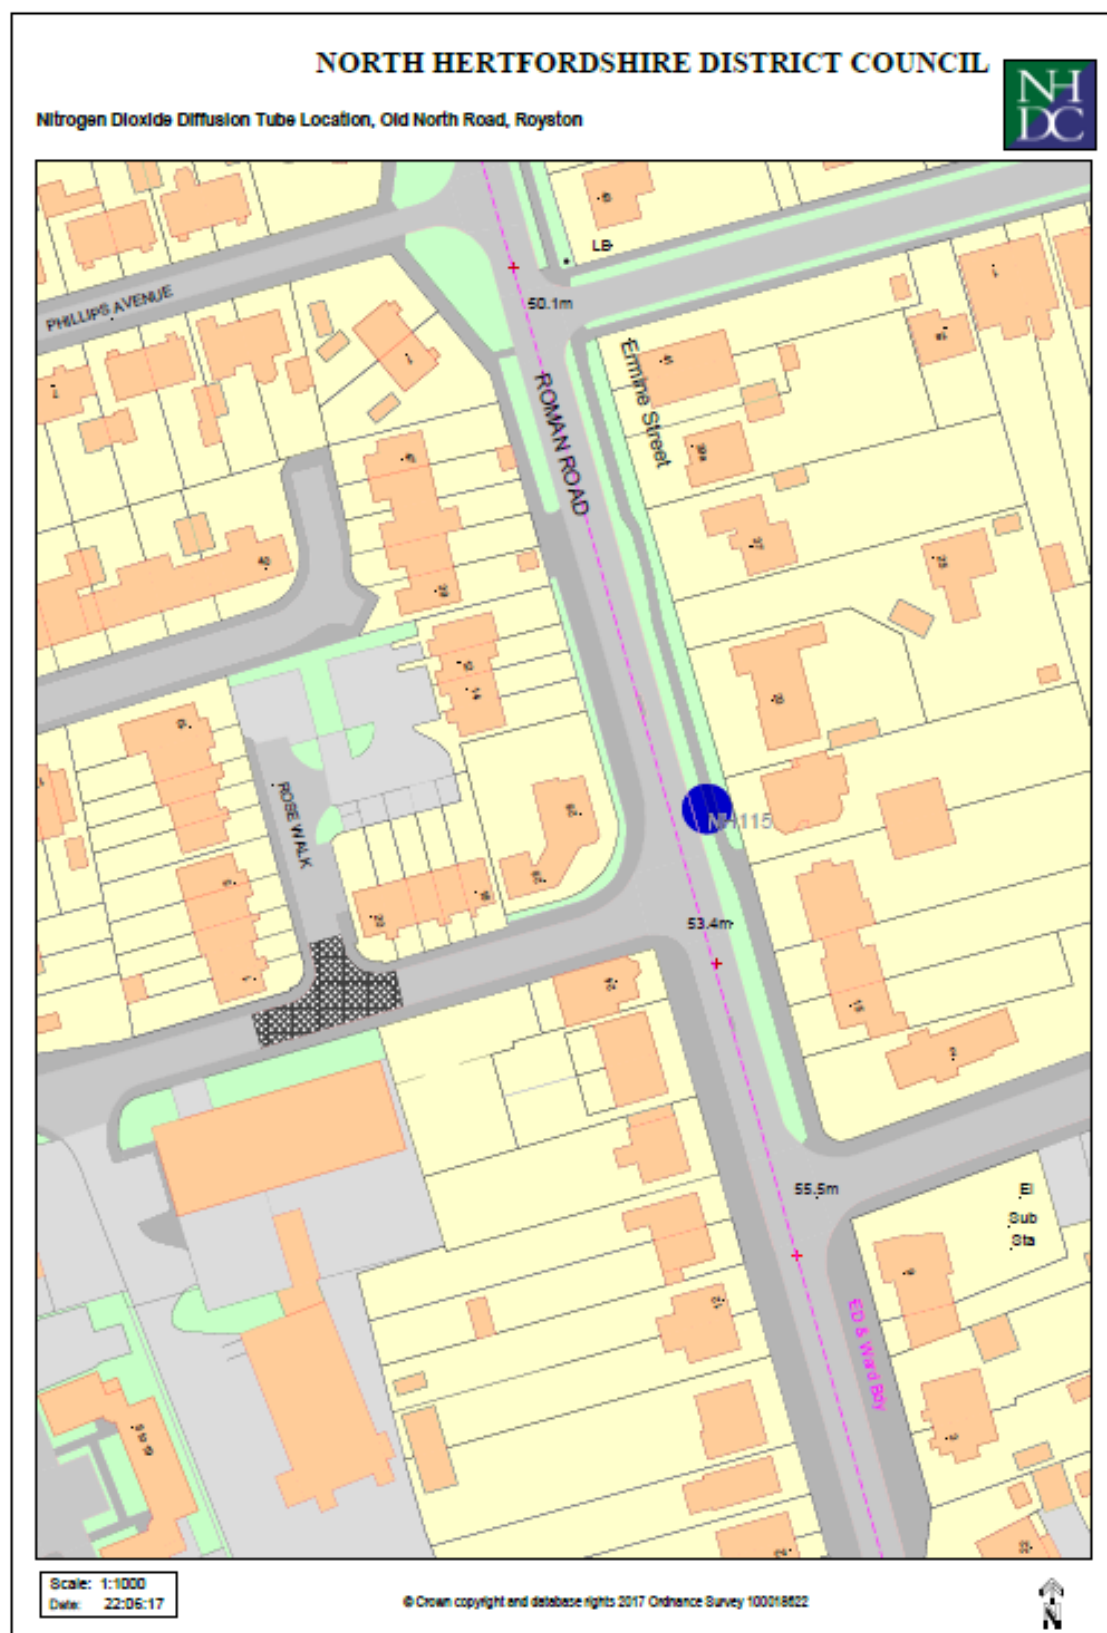 NORTH HERTFORDSHIRE DISTRICT COUNCIL
NH
DC
Nitrogen Dioxide Diffusion Tube Location, Old North Road, Royston
LB
50.1m
PHILLIPS AVENUE
ROMAN ROAD
Ermine Street
ROSE WALK
NH115
53.4m
55.5m
El
Sub
Sta
ED & Ward Bdy
Scale: 1:1000
Date: 22:06:17
© Crown copyright and database rights 2017 Ordnance Survey 100018622
N